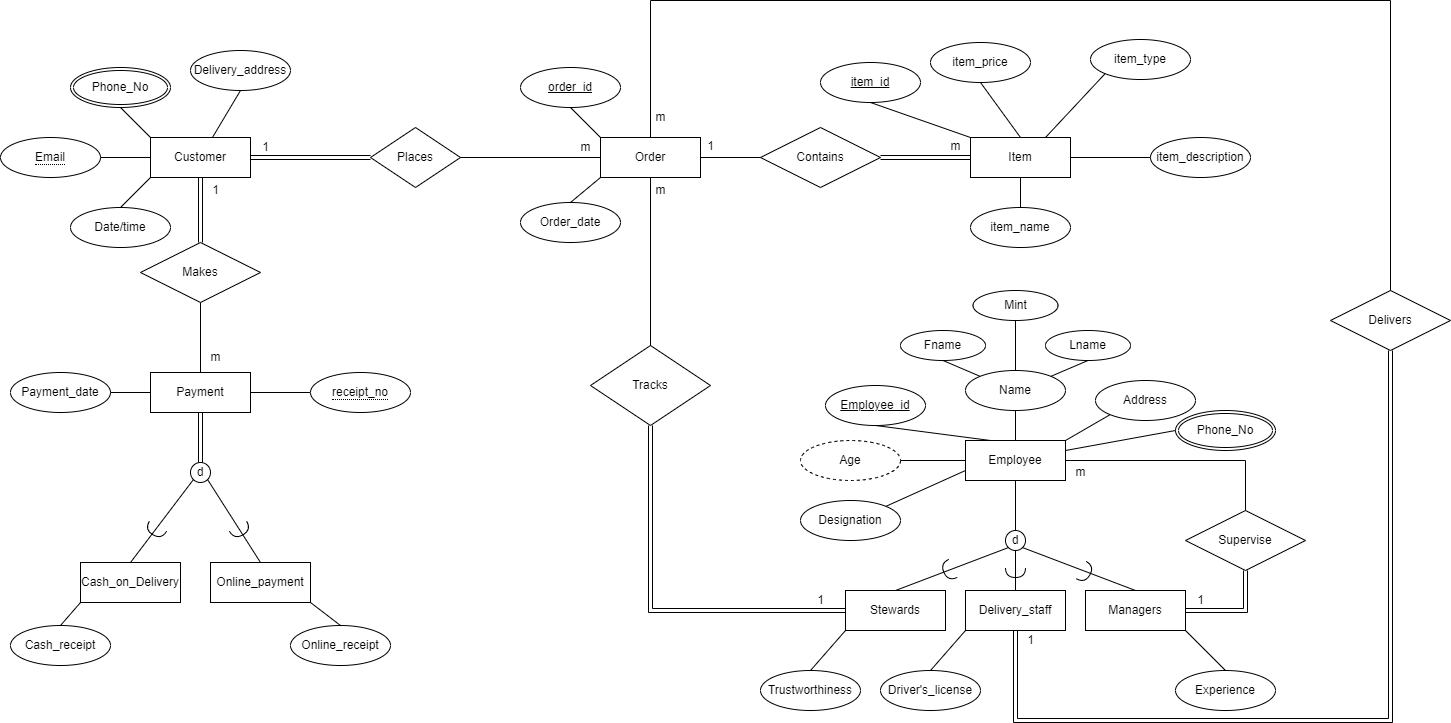 Delivery_address
Phone_No
order_id
item_id
item_price
item_type
m
Email
Customer
1
Places
m
Order
1
Contains
m
Item
item_description
1
m
Date/time
Order_date
item_name
Makes
Mint
Delivers
Fname
Lname
m
Tracks
Name
Payment_date
Payment
receipt_no
Employee_id
Address
Phone_No
Age
Employee
m
d
Designation
d
Supervise
Cash_on_Delivery
Online_payment
1
Stewards
Delivery_staff
Managers
1
1
Cash_receipt
Online_receipt
Trustworthiness
Driver's_license
Experience